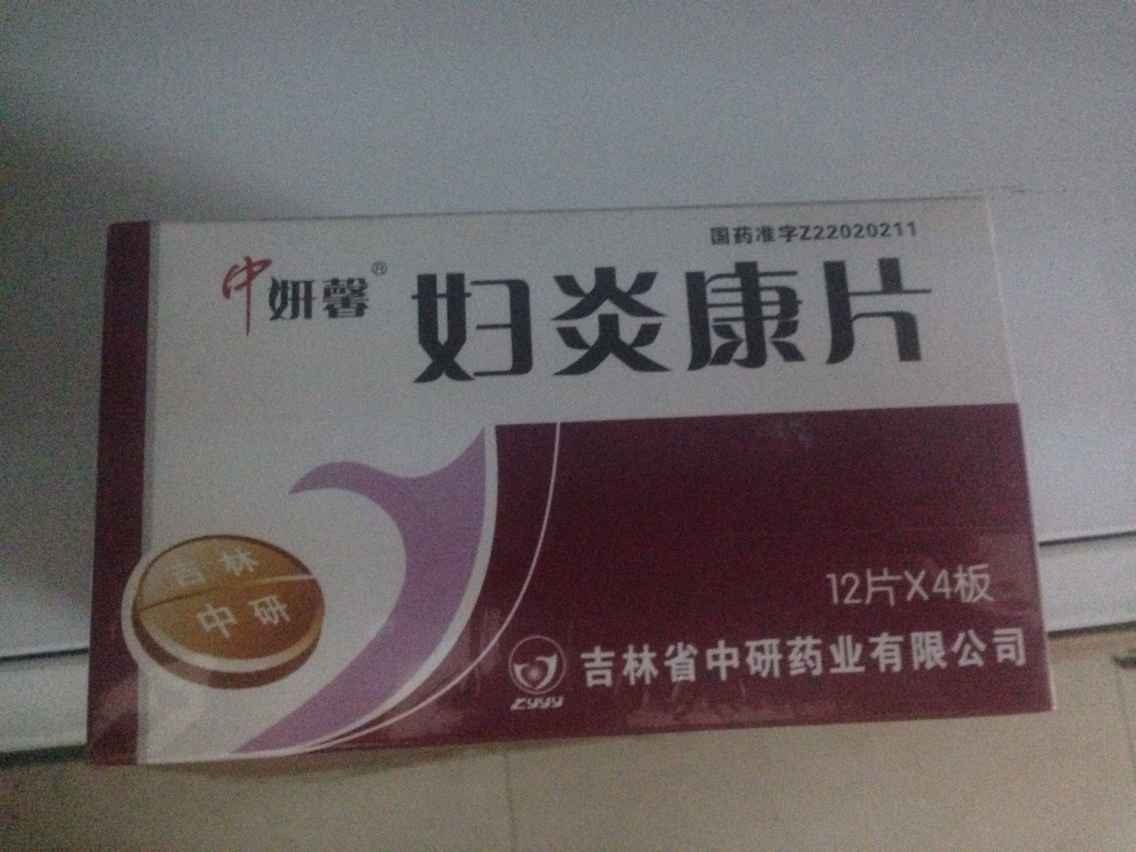 国药准字Z22020211
中妍馨®
妇炎康片
吉林
中研
12片X4板
吉林省中研药业有限公司